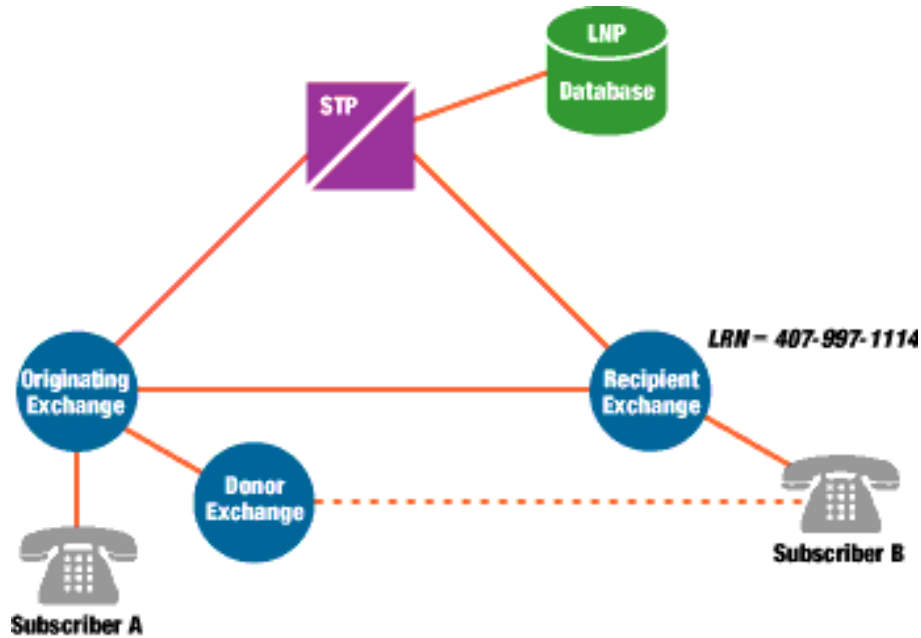 LNP
Database
STP
LRN – 407-997-1114
Originating
Exchange
Recipient
Exchange
Donor
Exchange
Subscriber B
Subscriber A